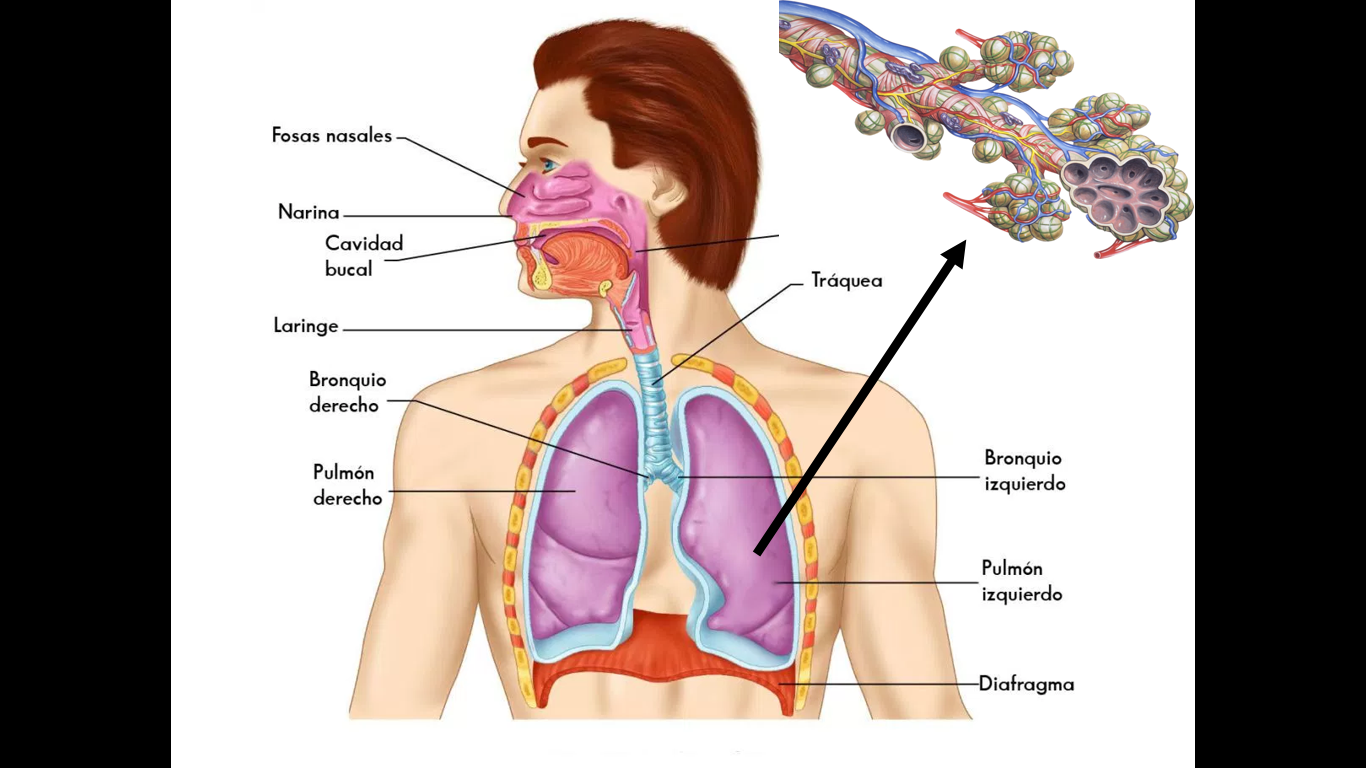 Fosas nasales
Narina
Cavidad
bucal
Laringe
Bronquio
derecho
Pulmón
derecho
Tráquea
Bronquio
izquierdo
Pulmón
izquierdo
Diafragma